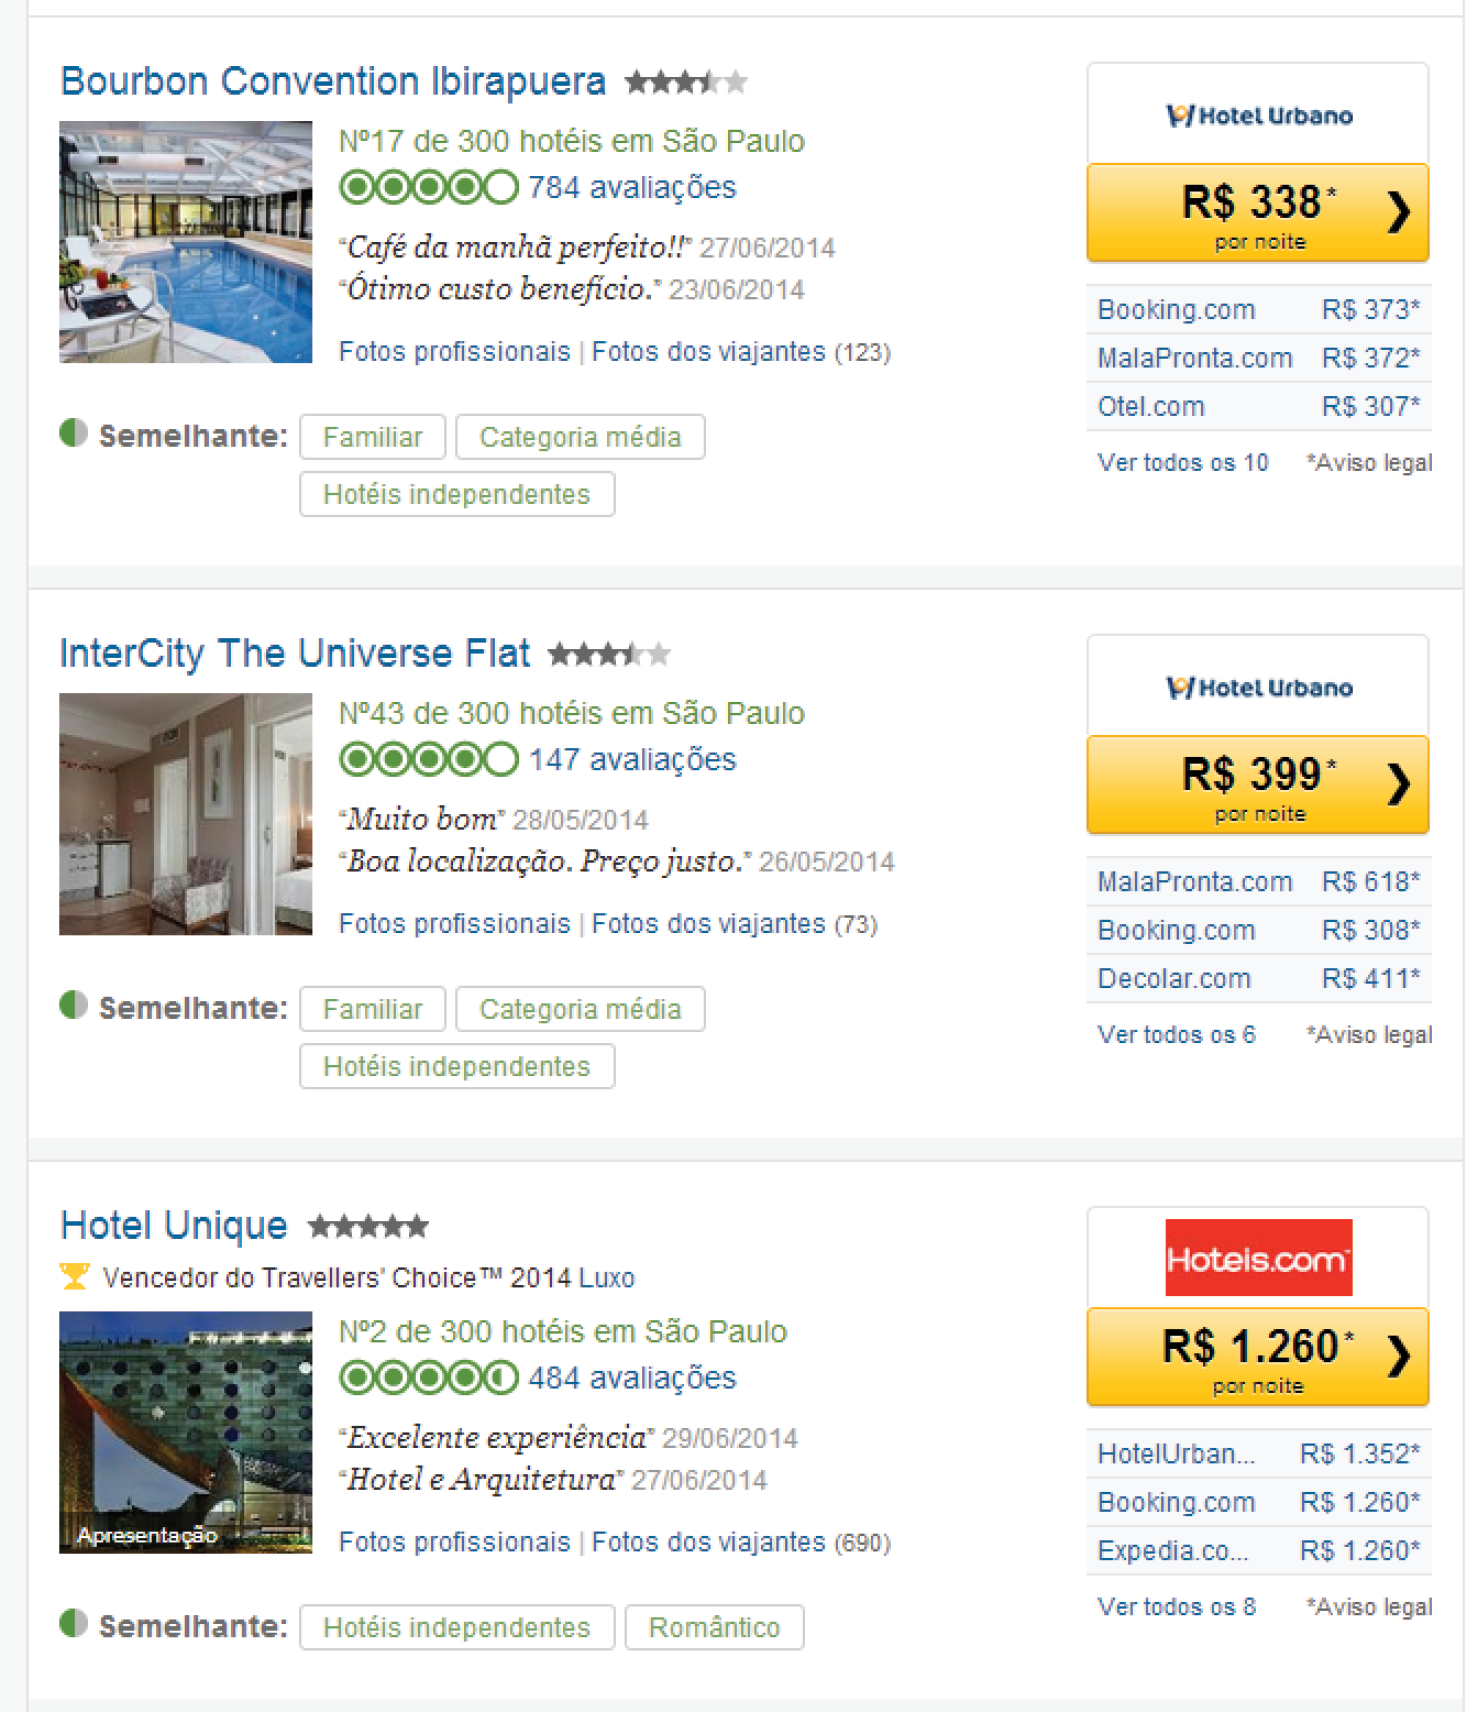 Bourbon Convention Ibirapuera
Nº17 de 300 hotéis em São Paulo
784 avaliações
“Café da manhã perfeito!!” 27/06/2014
“Ótimo custo benefício.” 23/06/2014
Fotos profissionais | Fotos dos viajantes (123)
Semelhante: Familiar Categoria média
Hotéis independentes
Hotel Urbano
R$ 338*
por noite
Booking.com R$ 373*
MalaPronta.com R$ 372*
Otel.com R$ 307*
Ver todos os 10 *Aviso legal
InterCity The Universe Flat
Nº43 de 300 hotéis em São Paulo
147 avaliações
“Muito bom” 28/05/2014
“Boa localização. Preço justo.” 26/05/2014
Fotos profissionais | Fotos dos viajantes (73)
Semelhante: Familiar Categoria média
Hotéis independentes
Hotel Urbano
R$ 399*
por noite
MalaPronta.com R$ 618*
Booking.com R$ 308*
Decolar.com R$ 411*
Ver todos os 6 *Aviso legal
Hotel Unique
Vencedor do Travellers' Choice™ 2014 Luxo
Nº2 de 300 hotéis em São Paulo
484 avaliações
“Excelente experiência” 29/06/2014
“Hotel e Arquitetura” 27/06/2014
Apresentação
Fotos profissionais | Fotos dos viajantes (690)
Semelhante: Hotéis independentes Romântico
Hoteis.com™
R$ 1.260*
por noite
HotelUrban... R$ 1.352*
Booking.com R$ 1.260*
Expedia.co... R$ 1.260*
Ver todos os 8 *Aviso legal